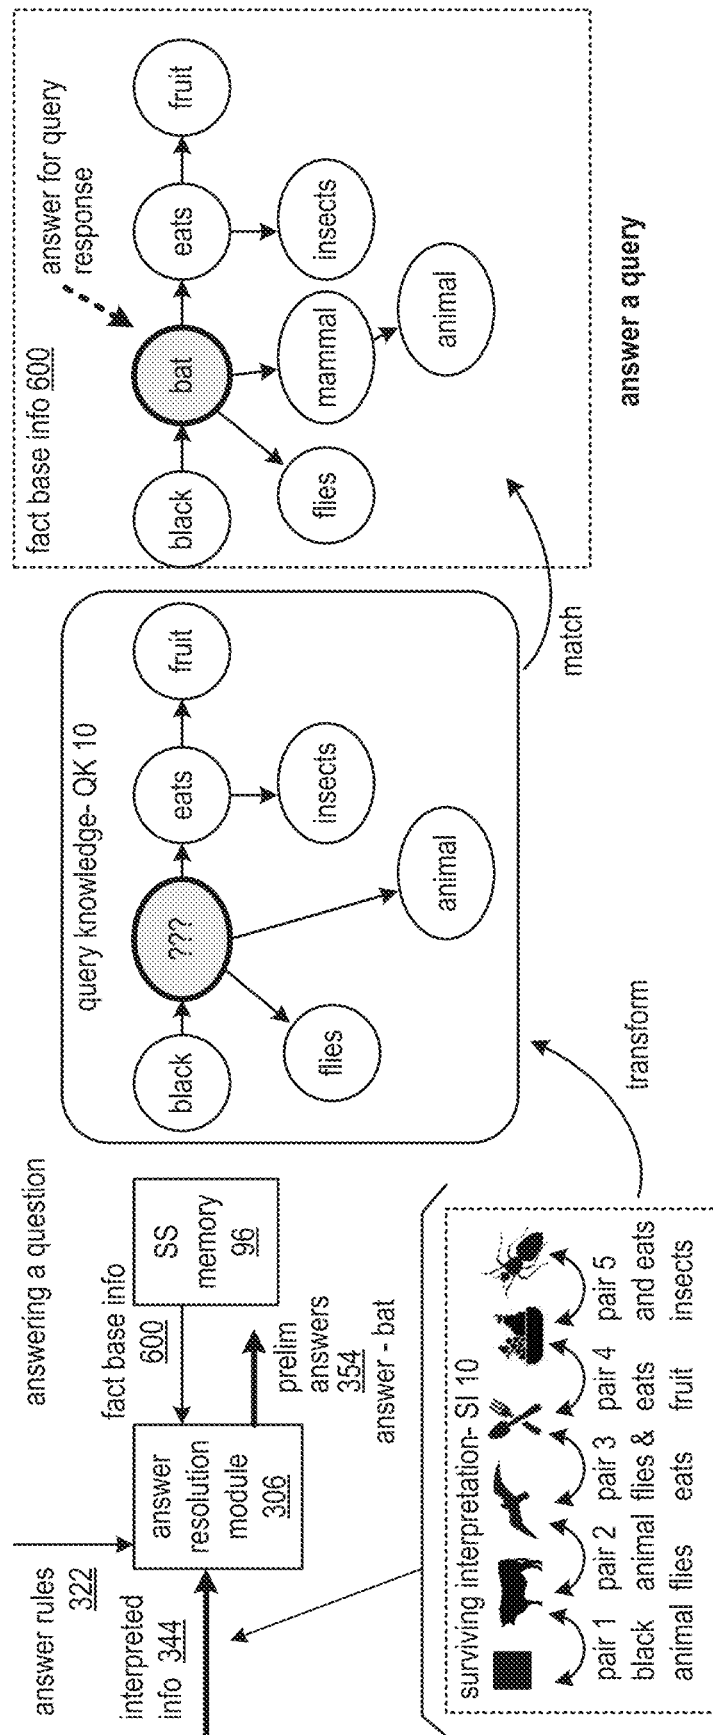 answering a question
answer rules
322
interpreted
info 344
answer
resolution
module
306
fact base info
600
SS
memory
96
prelim
answers
354
answer - bat
surviving interpretation- SI 10
pair 1
black
animal
pair 2
animal
flies
pair 3
flies &
eats
pair 4
eats
fruit
pair 5
and eats
insects
transform
query knowledge- QK 10
black
???
eats
fruit
flies
insects
animal
match
fact base info 600
answer for query
response
black
bat
eats
fruit
flies
mammal
insects
animal
answer a query